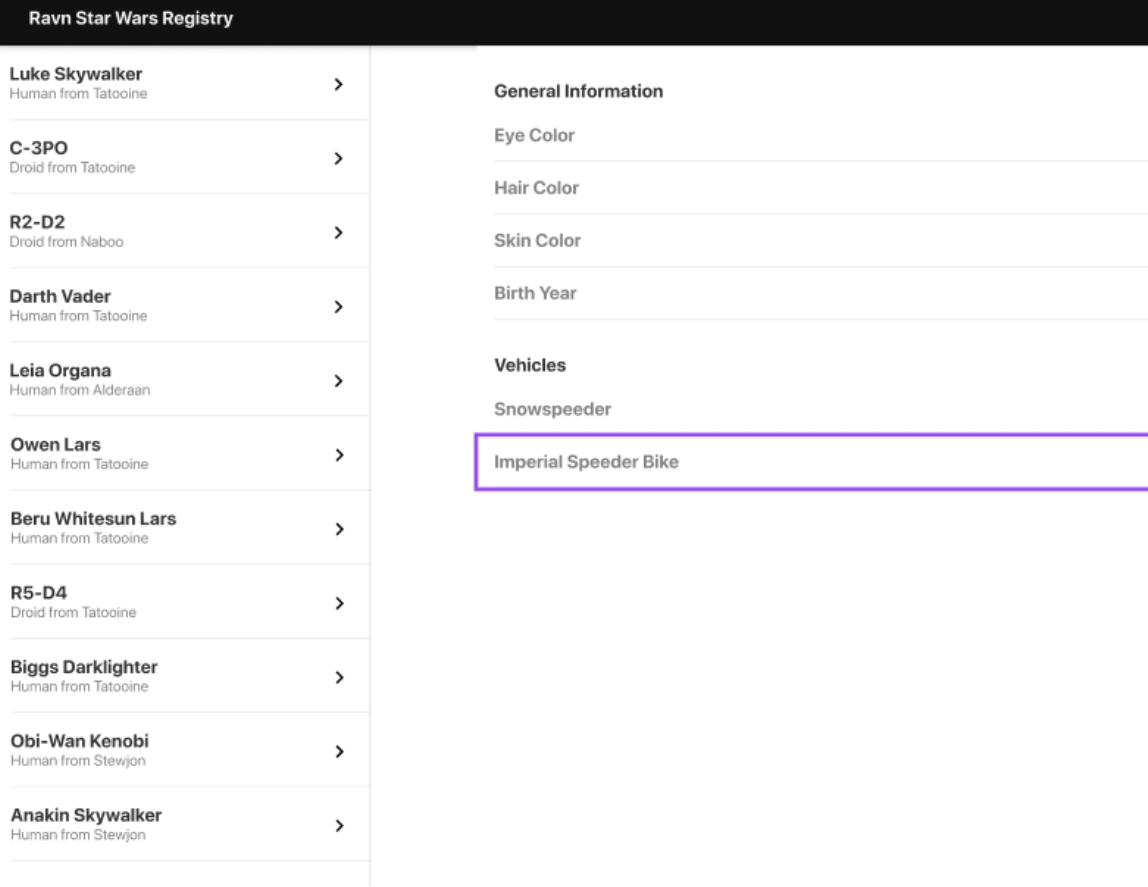 Ravn Star Wars Registry
Luke Skywalker
Human from Tatooine
C-3PO
Droid from Tatooine
R2-D2
Droid from Naboo
Darth Vader
Human from Tatooine
Leia Organa
Human from Alderaan
Owen Lars
Human from Tatooine
Beru Whitesun Lars
Human from Tatooine
R5-D4
Droid from Tatooine
Biggs Darklighter
Human from Tatooine
Obi-Wan Kenobi
Human from Stewjon
Anakin Skywalker
Human from Stewjon
General Information
Eye Color
Hair Color
Skin Color
Birth Year
Vehicles
Snowspeeder
Imperial Speeder Bike